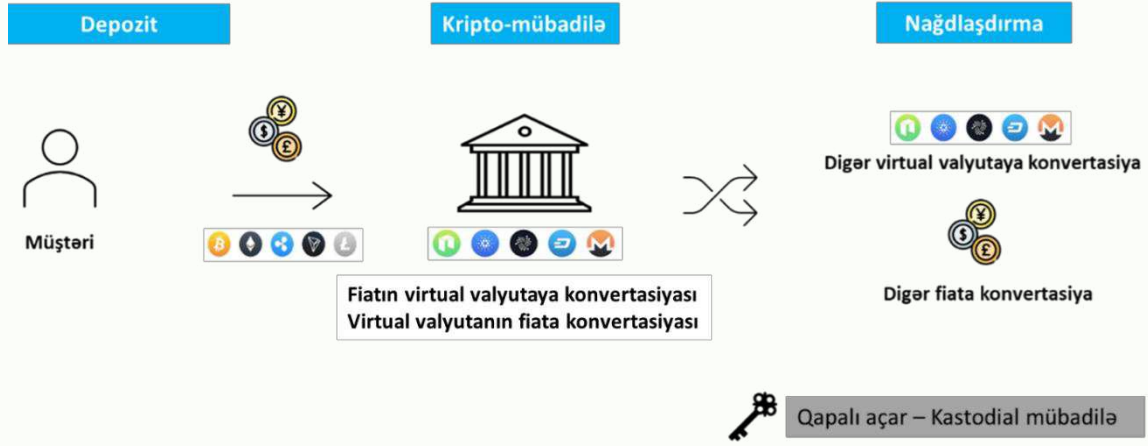 Depozit
Kripto-mübadilə
Nağdlaşdırma
Müştəri
Fiatın virtual valyutaya konvertasiyası
Virtual valyutanın fiata konvertasiyası
Digər virtual valyutaya konvertasiya
Digər fiata konvertasiya
Qapalı açar – Kastodial mübadilə